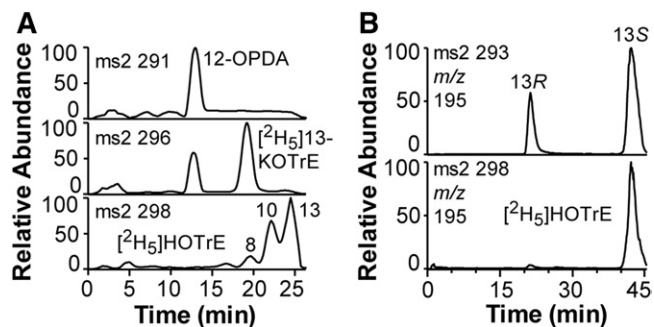 A
Relative Abundance
100
50
0
ms2 291
12-OPDA
100
50
0
ms2 296
[²H₅]13-
KOTrE
100
50
0
ms2 298
[²H₅]HOTrE
8
10
13
0 5 10 15 20 25
Time (min)
B
Relative Abundance
100
50
0
ms2 293
m/z
195
13R
13S
100
50
0
ms2 298
m/z
195
[²H₅]HOTrE
0 15 30 45
Time (min)